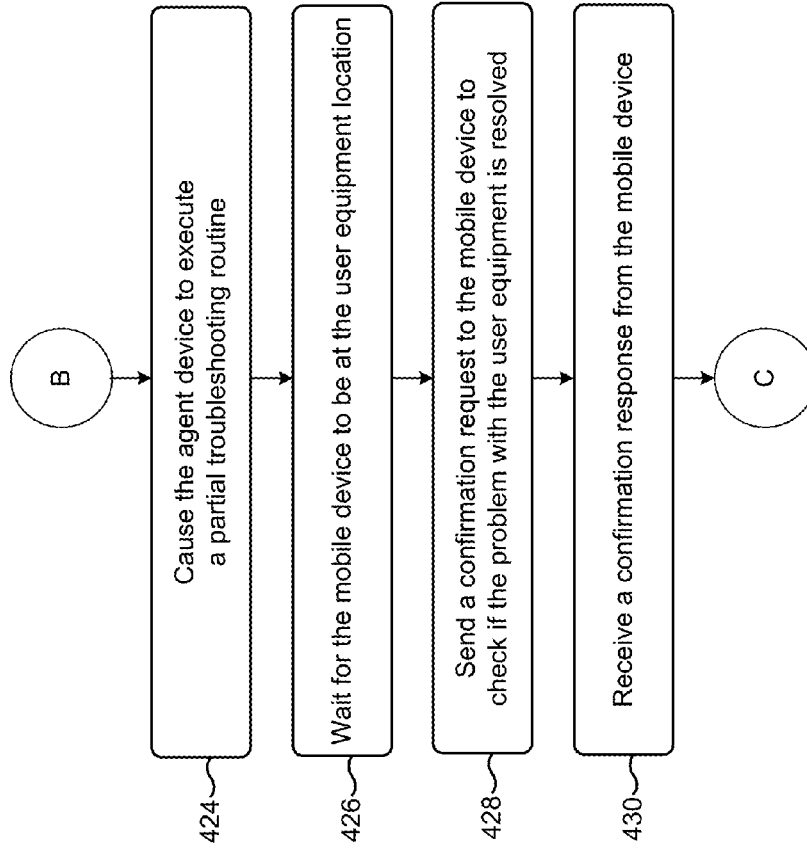 B
424
Cause the agent device to execute
a partial troubleshooting routine
426
Wait for the mobile device to be at the user equipment location
428
Send a confirmation request to the mobile device to
check if the problem with the user equipment is resolved
430
Receive a confirmation response from the mobile device
C